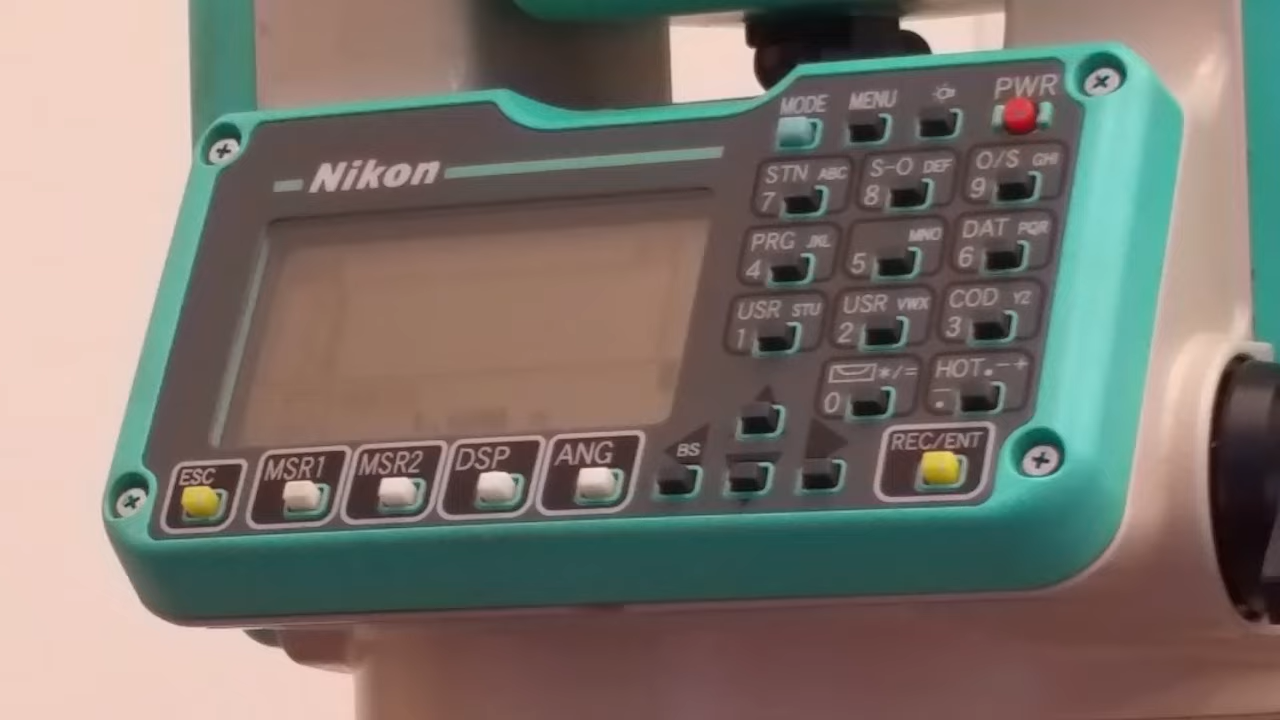 MODE MENU PWR
Nikon
STN ABC S-O DEF O/S GHI
7 8 9
PRG JKL MNO DAT PQR
4 5 6
USR STU USR VWX COD YZ
1 2 3
*/= HOT.-+
0 .
BS REC/ENT
ESC MSR1 MSR2 DSP ANG